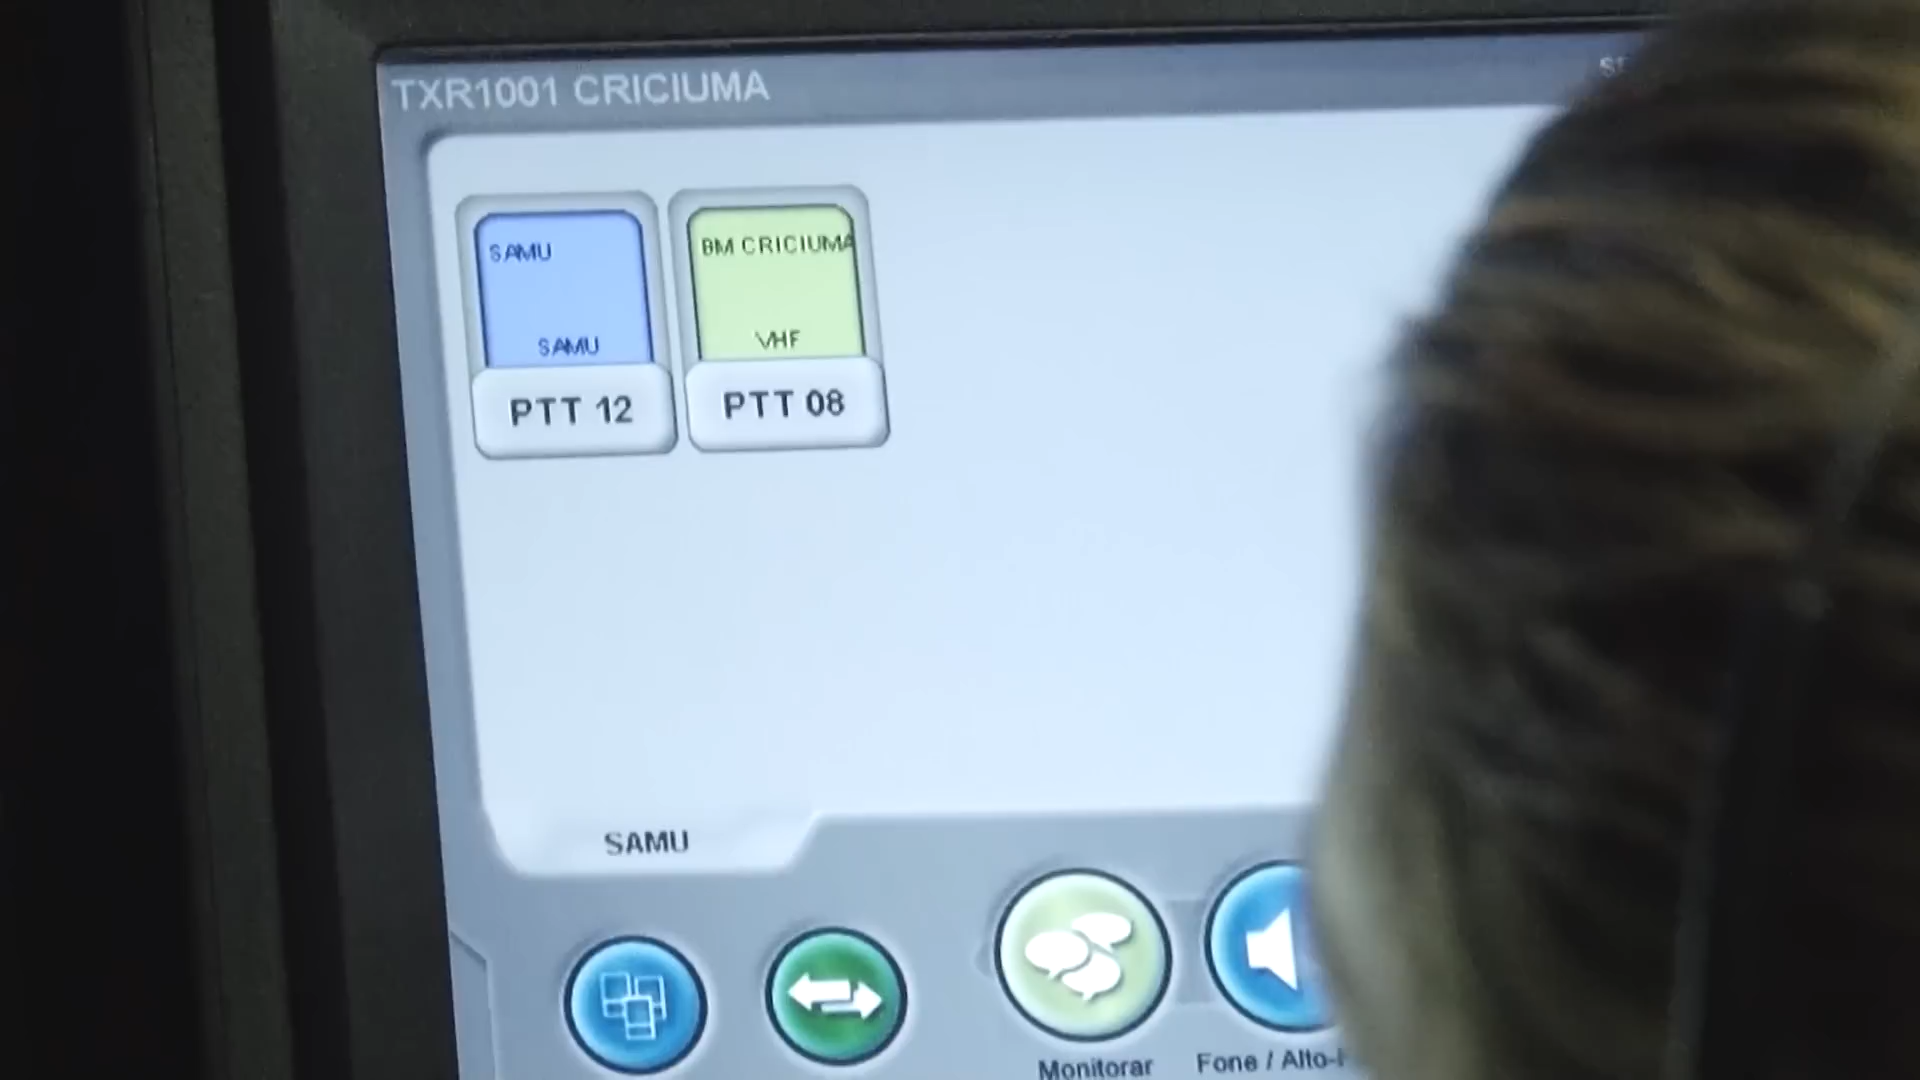 TXR1001 CRICIUMA
SAMU
SAMU
PTT 12
BM CRICIUMA
VHF
PTT 08
SAMU
Monitorar
Fone / Alto-